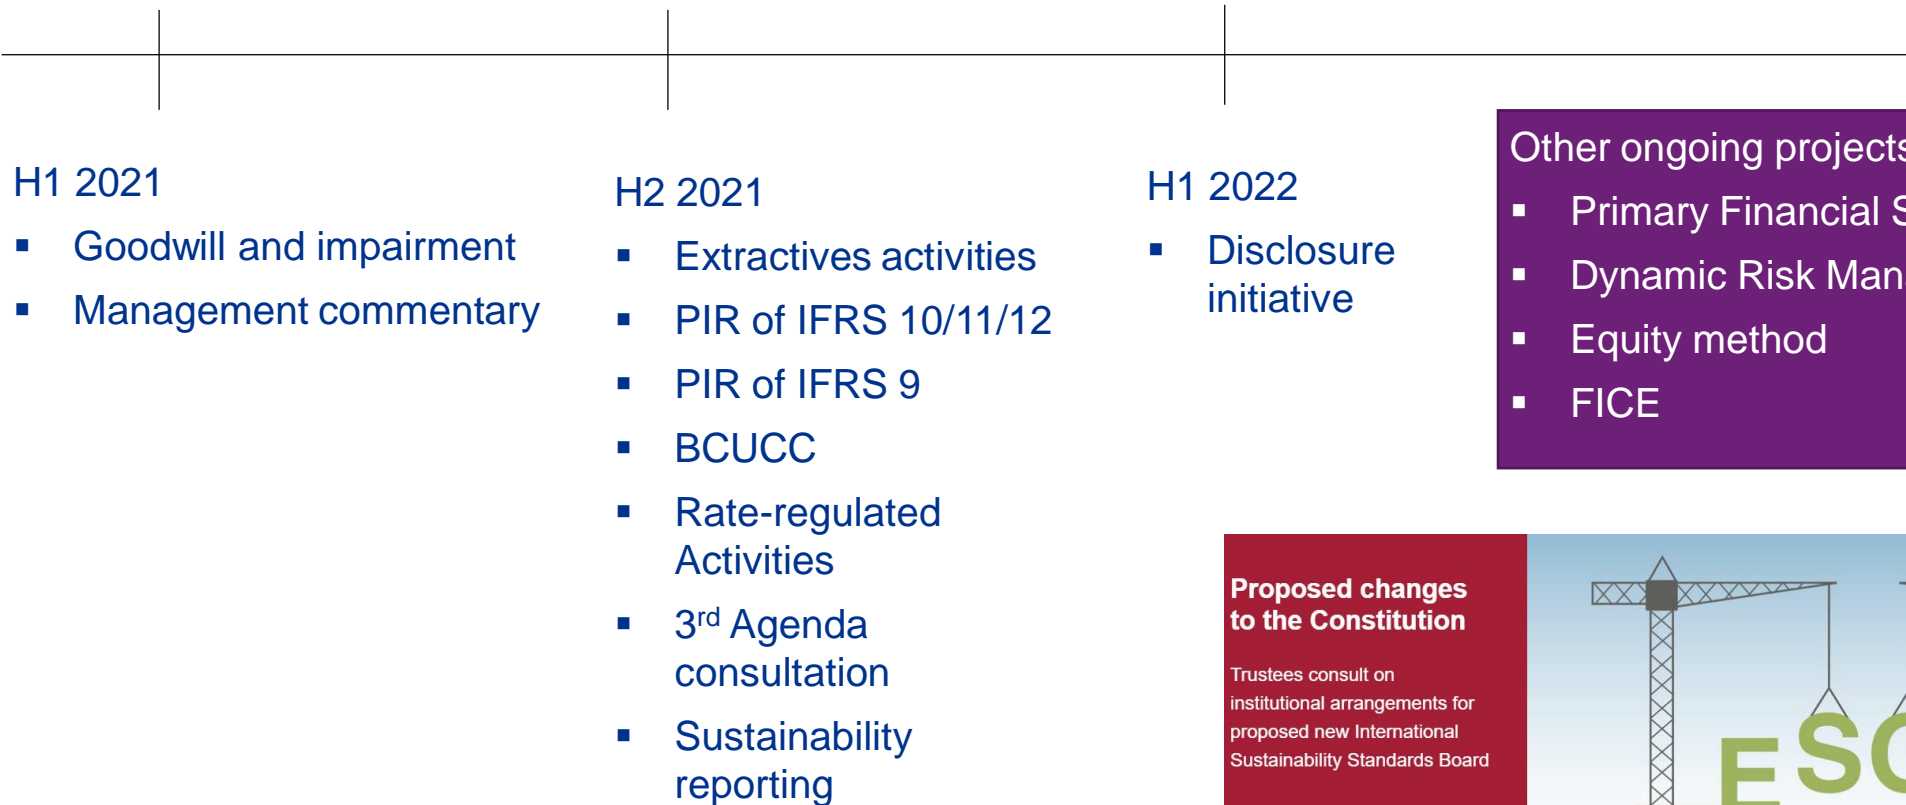 H1 2021
▪ Goodwill and impairment
▪ Management commentary
H2 2021
▪ Extractives activities
▪ PIR of IFRS 10/11/12
▪ PIR of IFRS 9
▪ BCUCC
▪ Rate-regulated
Activities
▪ 3rd Agenda
consultation
▪ Sustainability
reporting
H1 2022
▪ Disclosure
initiative
Other ongoing projects
▪ Primary Financial
▪ Dynamic Risk
▪ Equity method
▪ FICE
Proposed changes
to the Constitution
Trustees consult on
institutional arrangements for
proposed new International
Sustainability Standards Board
ES